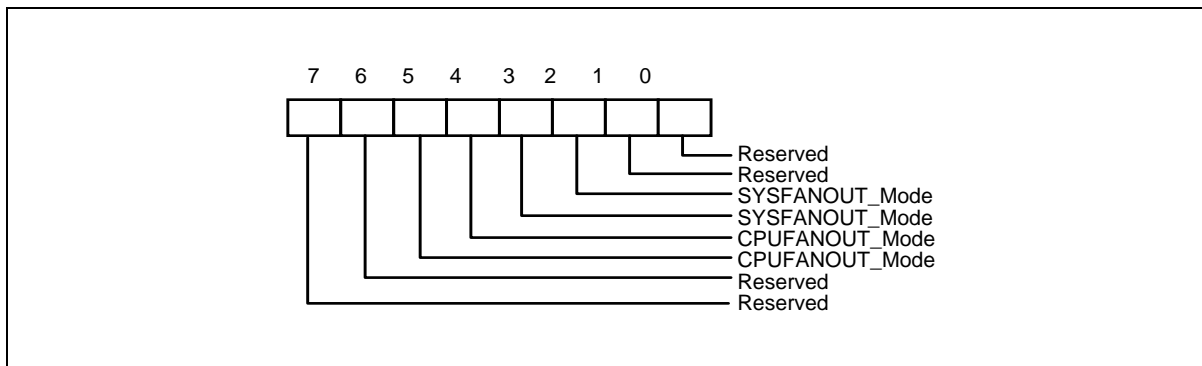 7 6 5 4 3 2 1 0
Reserved
Reserved
SYSFANOUT_Mode
SYSFANOUT_Mode
CPUFANOUT_Mode
CPUFANOUT_Mode
Reserved
Reserved